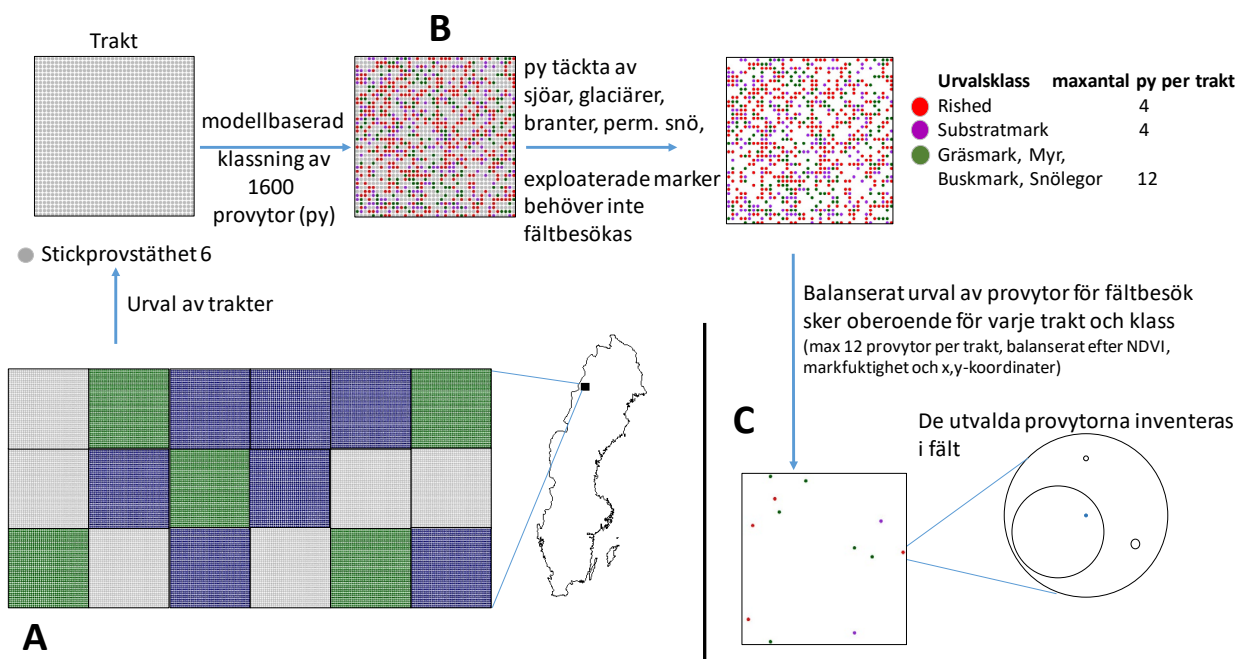 Trakt
B
modellbaserad
klassning av
1600
provytor (py)
py täckta av
sjöar, glaciärer,
branter, perm. snö,
exploaterade marker
behöver inte
fältbesökas
Urvalsklass maxantal py per trakt
Rished 4
Substratmark 4
Gräsmark, Myr,
Buskmark, Snölegor 12
Stickprovstäthet 6
Urval av trakter
A
Balanserat urval av provytor för fältbesök
sker oberoende för varje trakt och klass
(max 12 provytor per trakt, balanserat efter NDVI,
markfuktighet och x,y-koordinater)
C
De utvalda provytorna inventeras
i fält